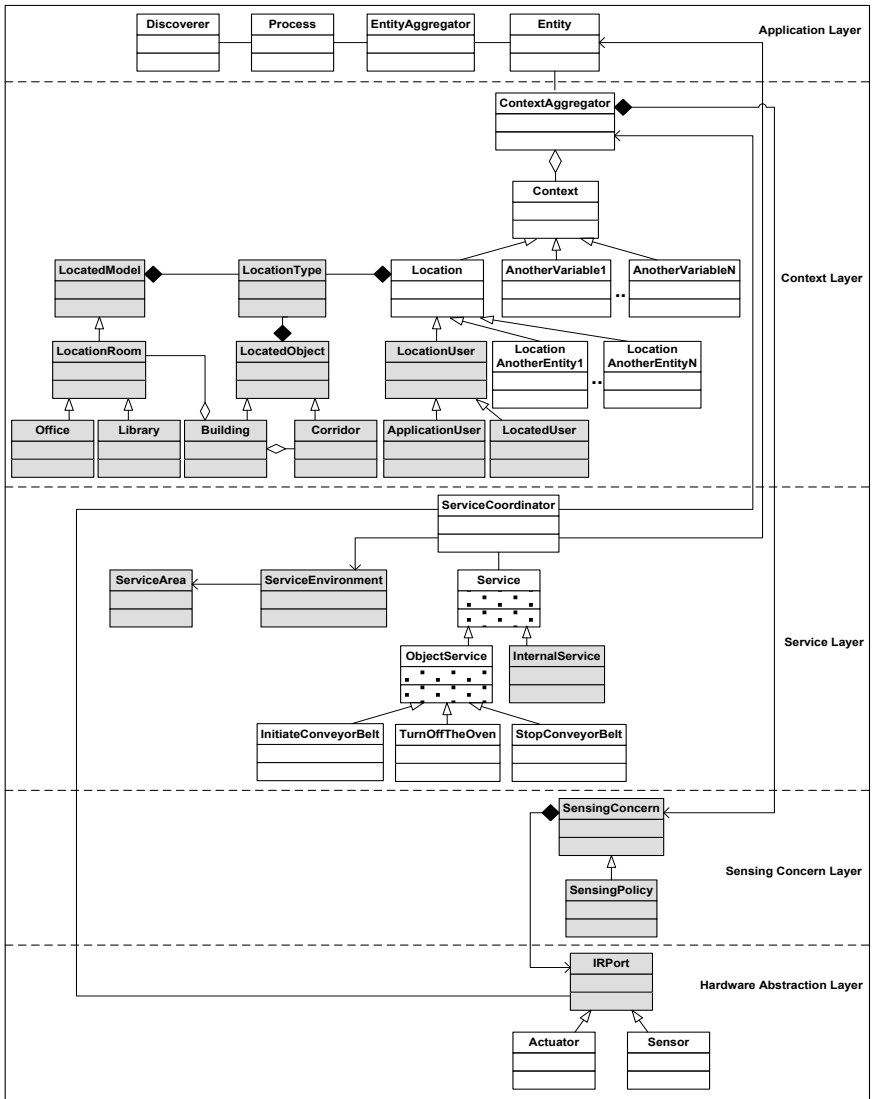 Discoverer
Process
EntityAggregator
Entity
Application Layer
ContextAggregator
Context
LocatedModel
LocationType
Location
AnotherVariable1
..
AnotherVariableN
Context Layer
LocationRoom
LocatedObject
LocationUser
Location
AnotherEntity1
..
Location
AnotherEntityN
Office
Library
Building
Corridor
ApplicationUser
LocatedUser
ServiceCoordinator
ServiceArea
ServiceEnvironment
Service
ObjectService
InternalService
Service Layer
InitiateConveyorBelt
TurnOffTheOven
StopConveyorBelt
SensingConcern
Sensing Concern Layer
SensingPolicy
IRPort
Hardware Abstraction Layer
Actuator
Sensor